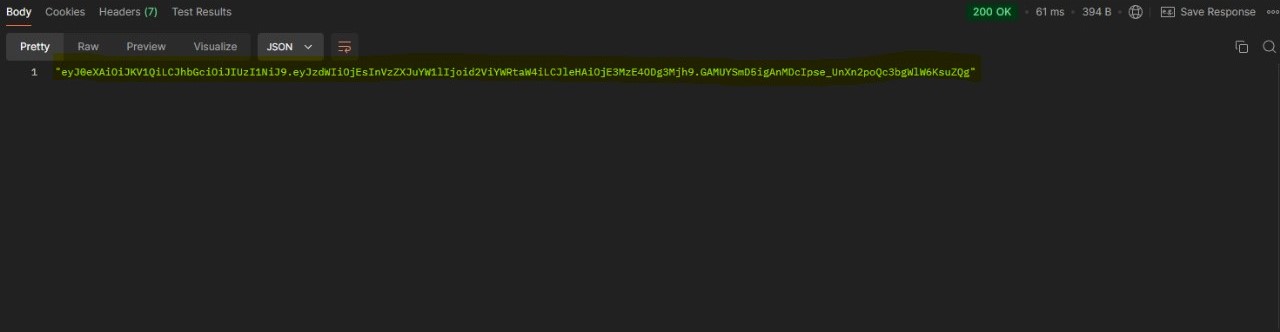 Body Cookies Headers (7) Test Results 200 OK • 61 ms • 394 B • Save Response
Pretty Raw Preview Visualize JSON
1 "eyJ0eXAiOiJKV1QiLCJhbGciOiJIUzI1NiJ9.eyJzdWIiOjEsInVzZXJuYW1lIjoid2ViYWRtaW4iLCJleHAiOjE3MzE4ODg3Mjh9.GAMUYSmD5igAnMDcIpse_UnXn2poQc3bgWlW6KsuZQg"